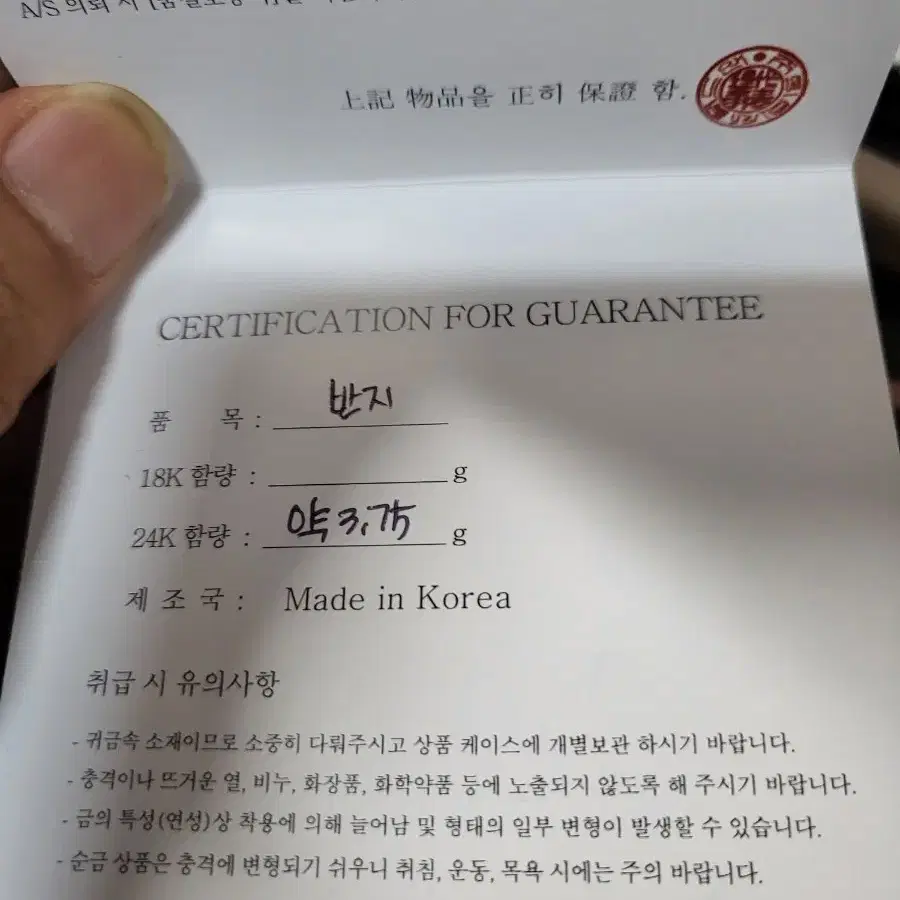 A/S 의뢰 시
上記 物品을 正히 保證 함.
CERTIFICATION FOR GUARANTEE
품 목 : 반지
18K 함량 : g
24K 함량 : 약 3.75 g
제 조 국 : Made in Korea
취급 시 유의사항
- 귀금속 소재이므로 소중히 다뤄주시고 상품 케이스에 개별보관 하시기 바랍니다.
- 충격이나 뜨거운 열, 비누, 화장품, 화학약품 등에 노출되지 않도록 해 주시기 바랍니다.
- 금의 특성(연성)상 착용에 의해 늘어남 및 형태의 일부 변형이 발생할 수 있습니다.
- 순금 상품은 충격에 변형되기 쉬우니 취침, 운동, 목욕 시에는 주의 바랍니다.